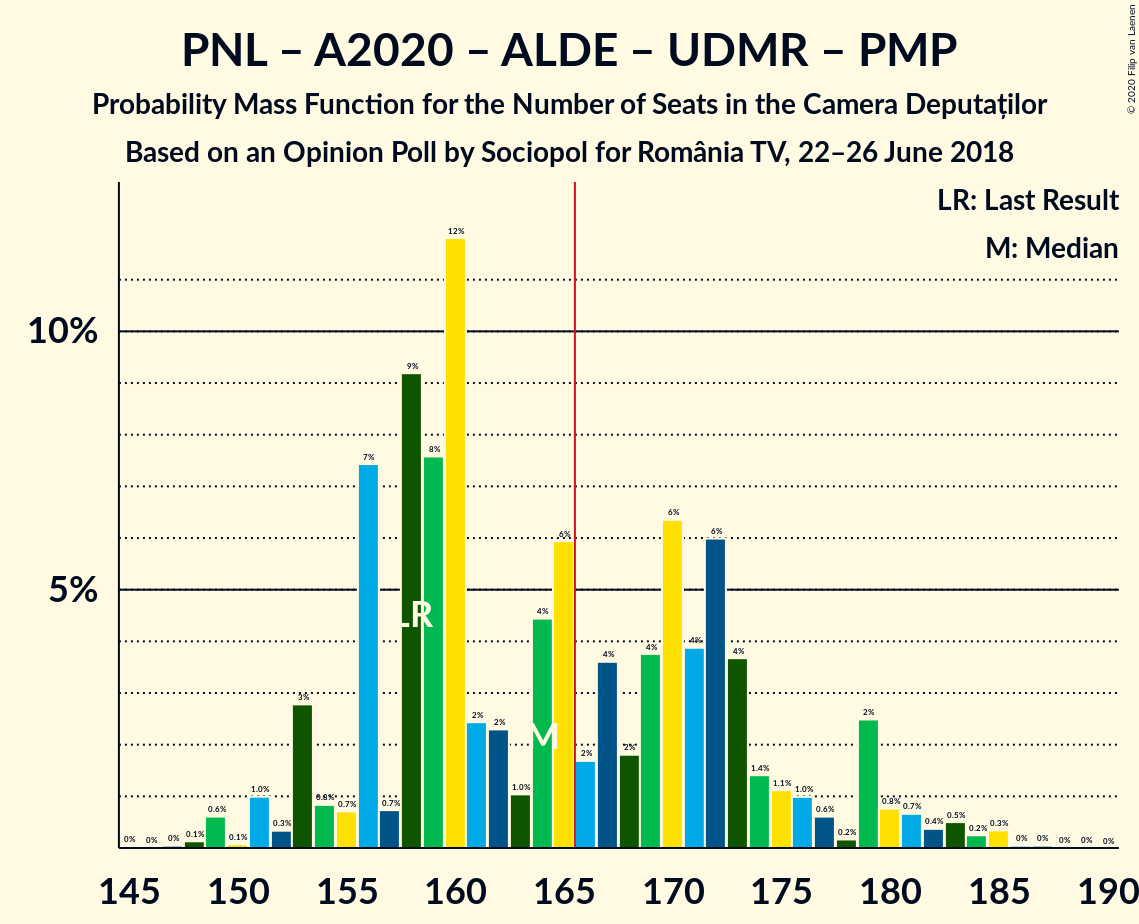 PNL – A2020 – ALDE – UDMR – PMP
Probability Mass Function for the Number of Seats in the Camera Deputaților
Based on an Opinion Poll by Sociopol for România TV, 22–26 June 2018
© 2020 Filip van Laenen
LR: Last Result
M: Median
10%
5%
0% 0% 0% 0.1% 0.6% 0.1% 1.0% 0.3% 3% 0.8% 0.7% 7% 0.7% 9% 8% 12% 2% 2% 1.0% 4% 6% 2% 4% 2% 4% 6% 4% 6% 4% 1.4% 1.1% 1.0% 0.6% 0.2% 2% 0.8% 0.7% 0.4% 0.5% 0.2% 0.3% 0% 0% 0% 0% 0%
LR
M
145 150 155 160 165 170 175 180 185 190